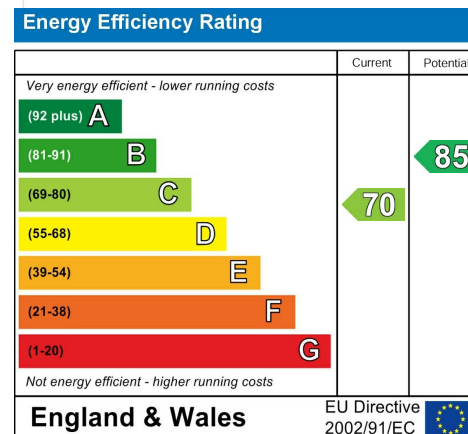 Energy Efficiency Rating
Current Potential
Very energy efficient - lower running costs
(92 plus) A
(81-91) B
85
(69-80) C
70
(55-68) D
(39-54) E
(21-38) F
(1-20) G
Not energy efficient - higher running costs
England & Wales
EU Directive
2002/91/EC